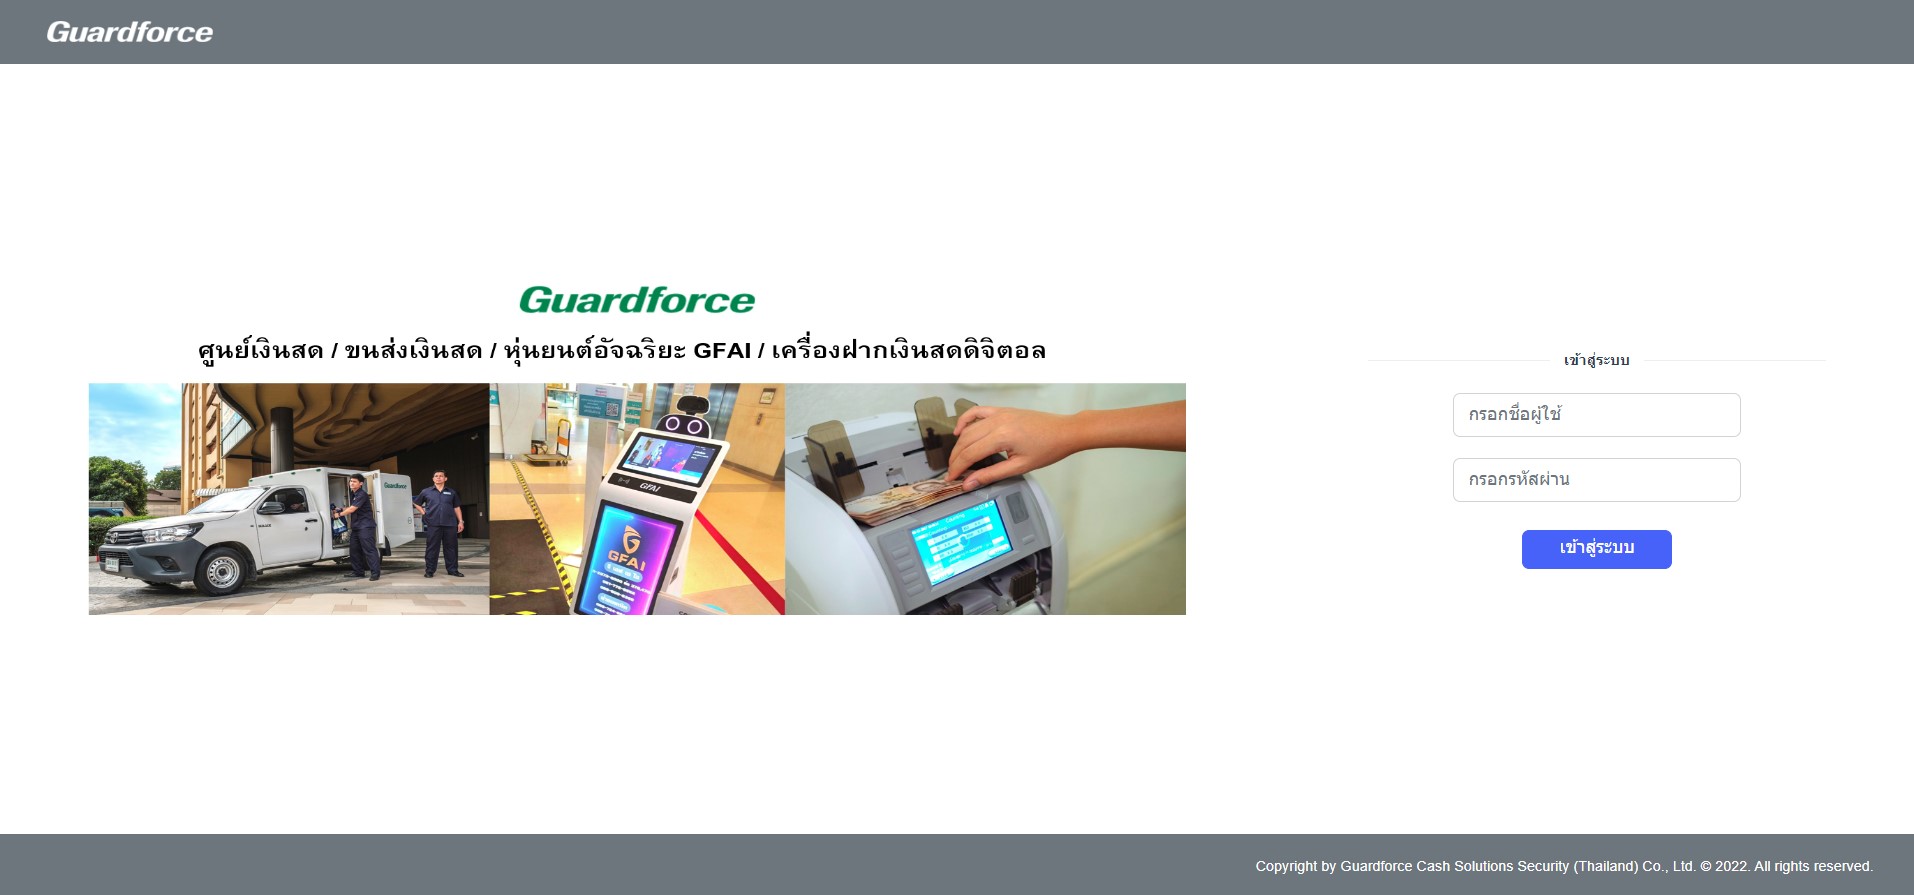 Guardforce
Guardforce
ศูนย์เงินสด / ขนส่งเงินสด / หุ่นยนต์อัจฉริยะ GFAI / เครื่องฝากเงินสดดิจิตอล
Guardforce
GFAI
GFAI
เข้าสู่ระบบ
กรอกชื่อผู้ใช้
กรอกรหัสผ่าน
เข้าสู่ระบบ
Copyright by Guardforce Cash Solutions Security (Thailand) Co., Ltd. © 2022. All rights reserved.